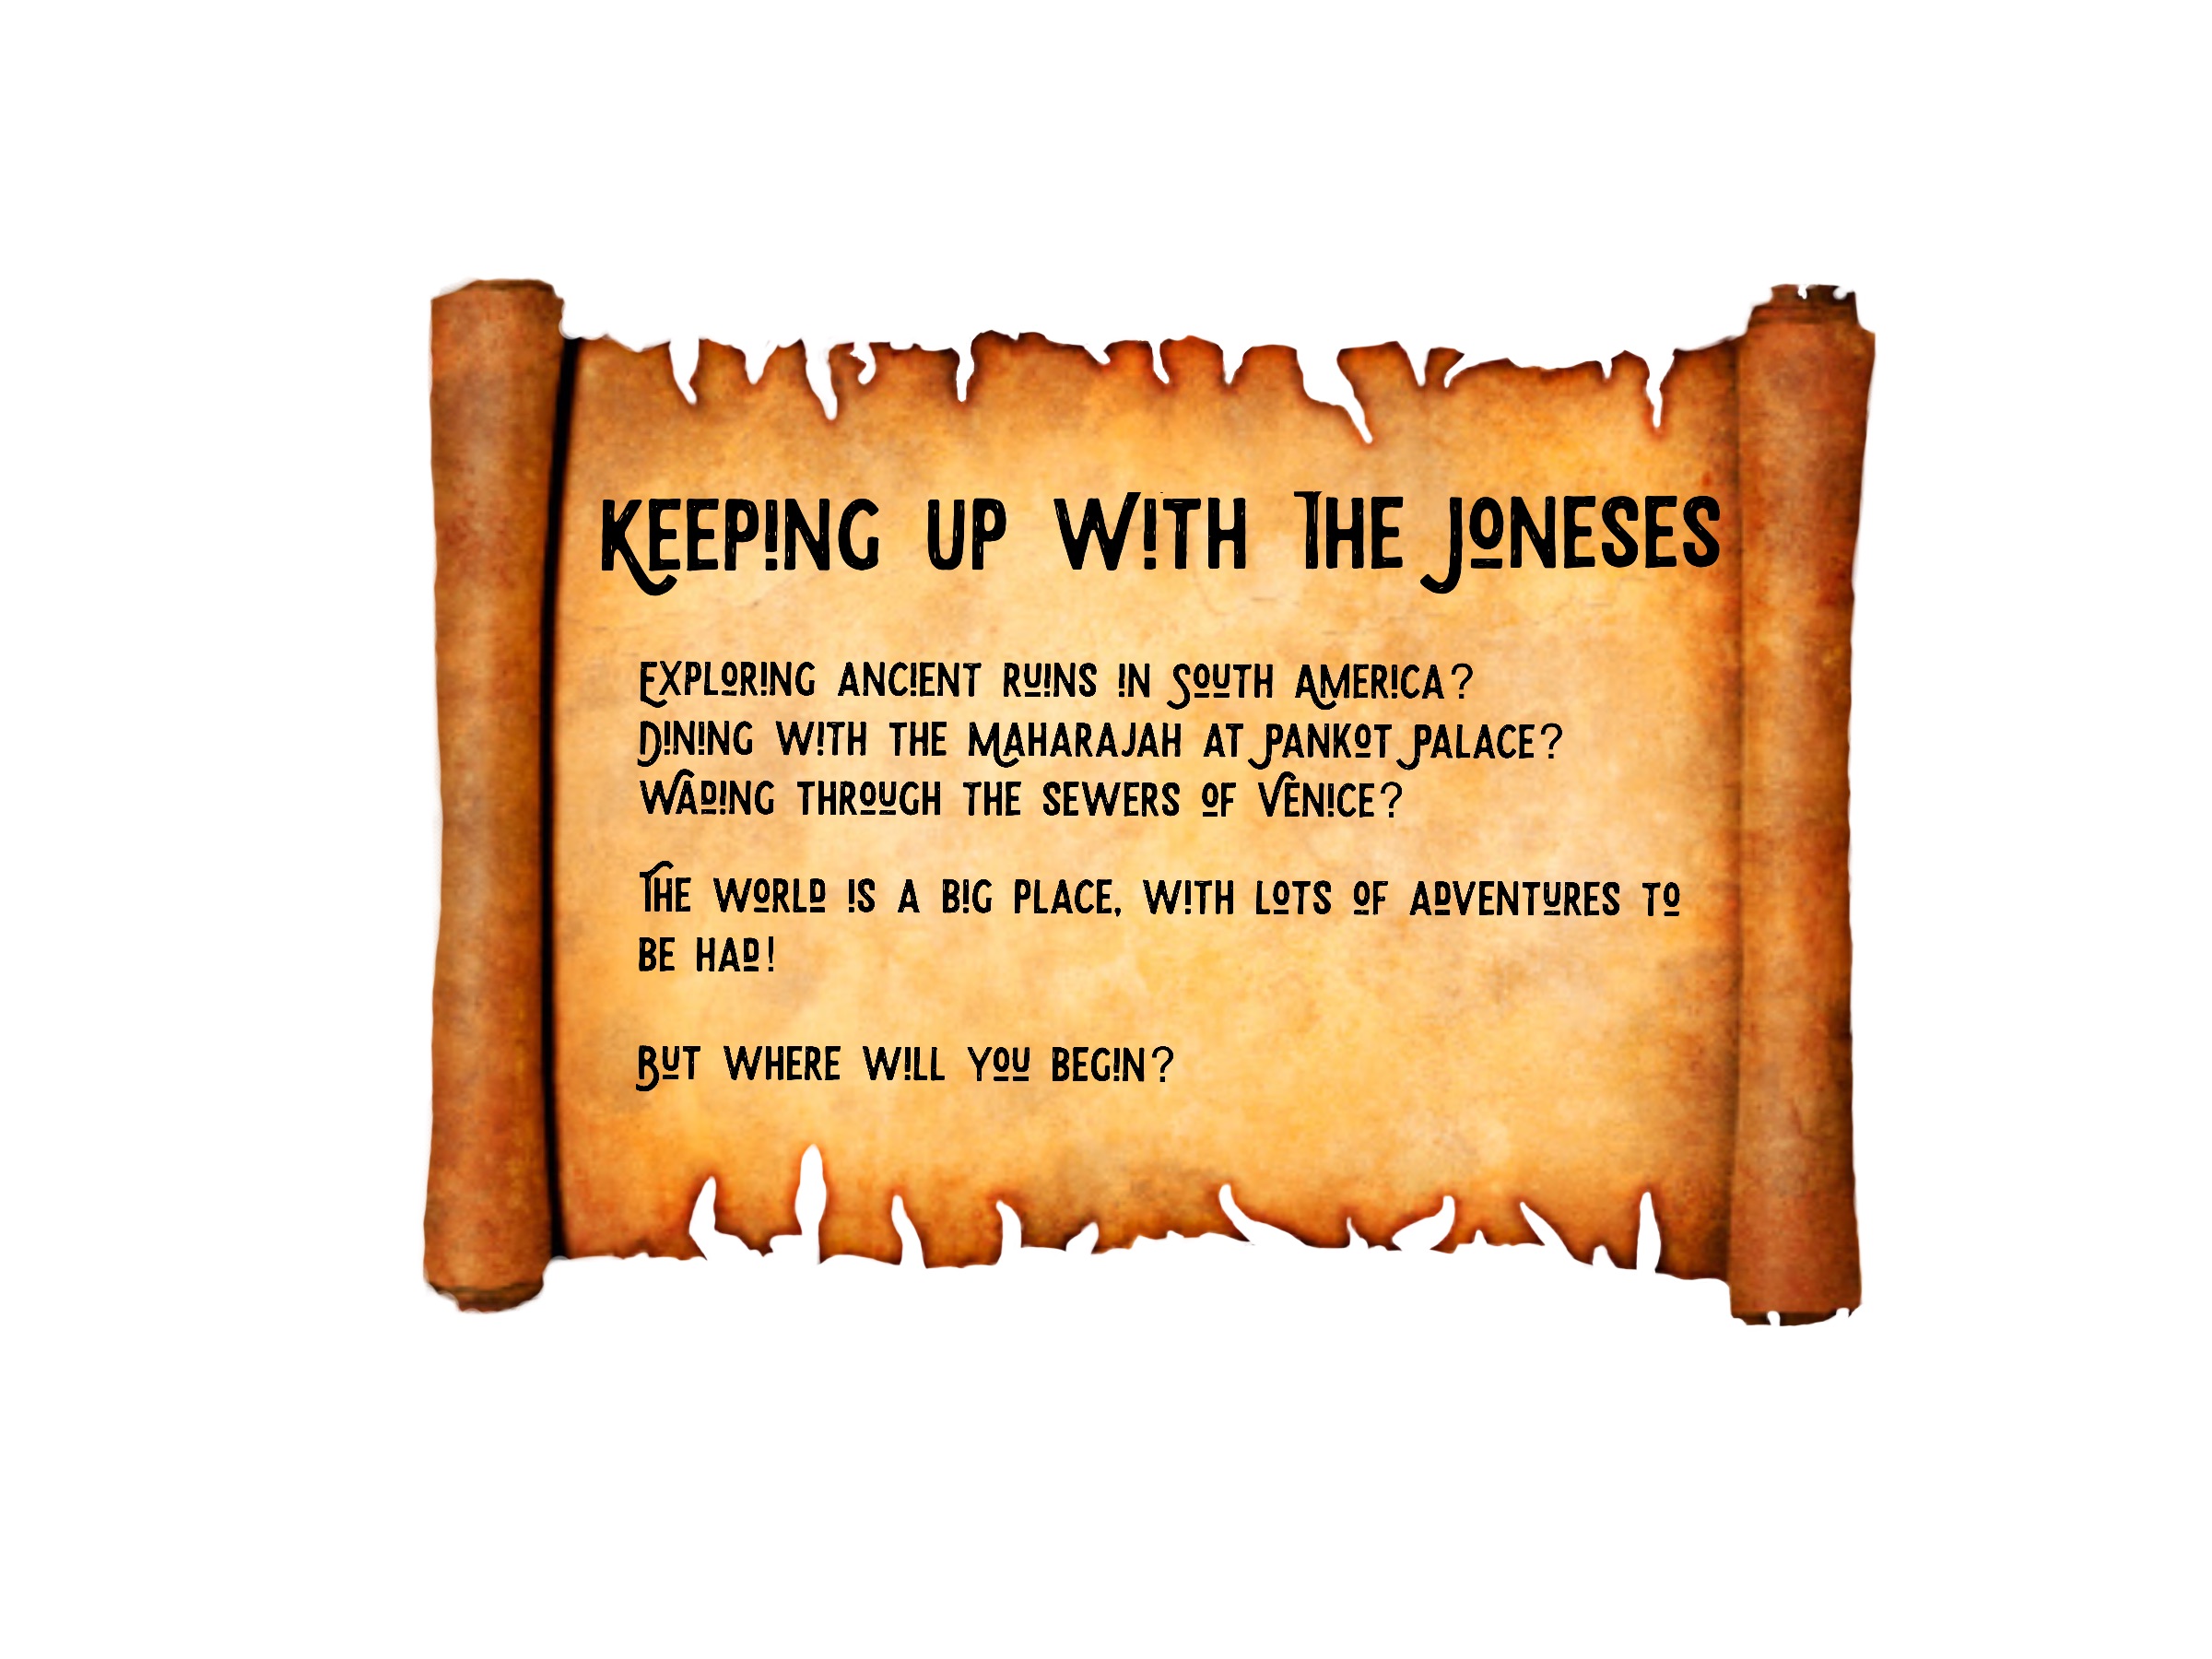 Keeping up with The Joneses
Exploring ancient ruins in South America?
Dining with the Maharajah at Pankot Palace?
Wading through the sewers of Venice?
The world is a big place, with lots of adventures to
be had!
But where will you begin?